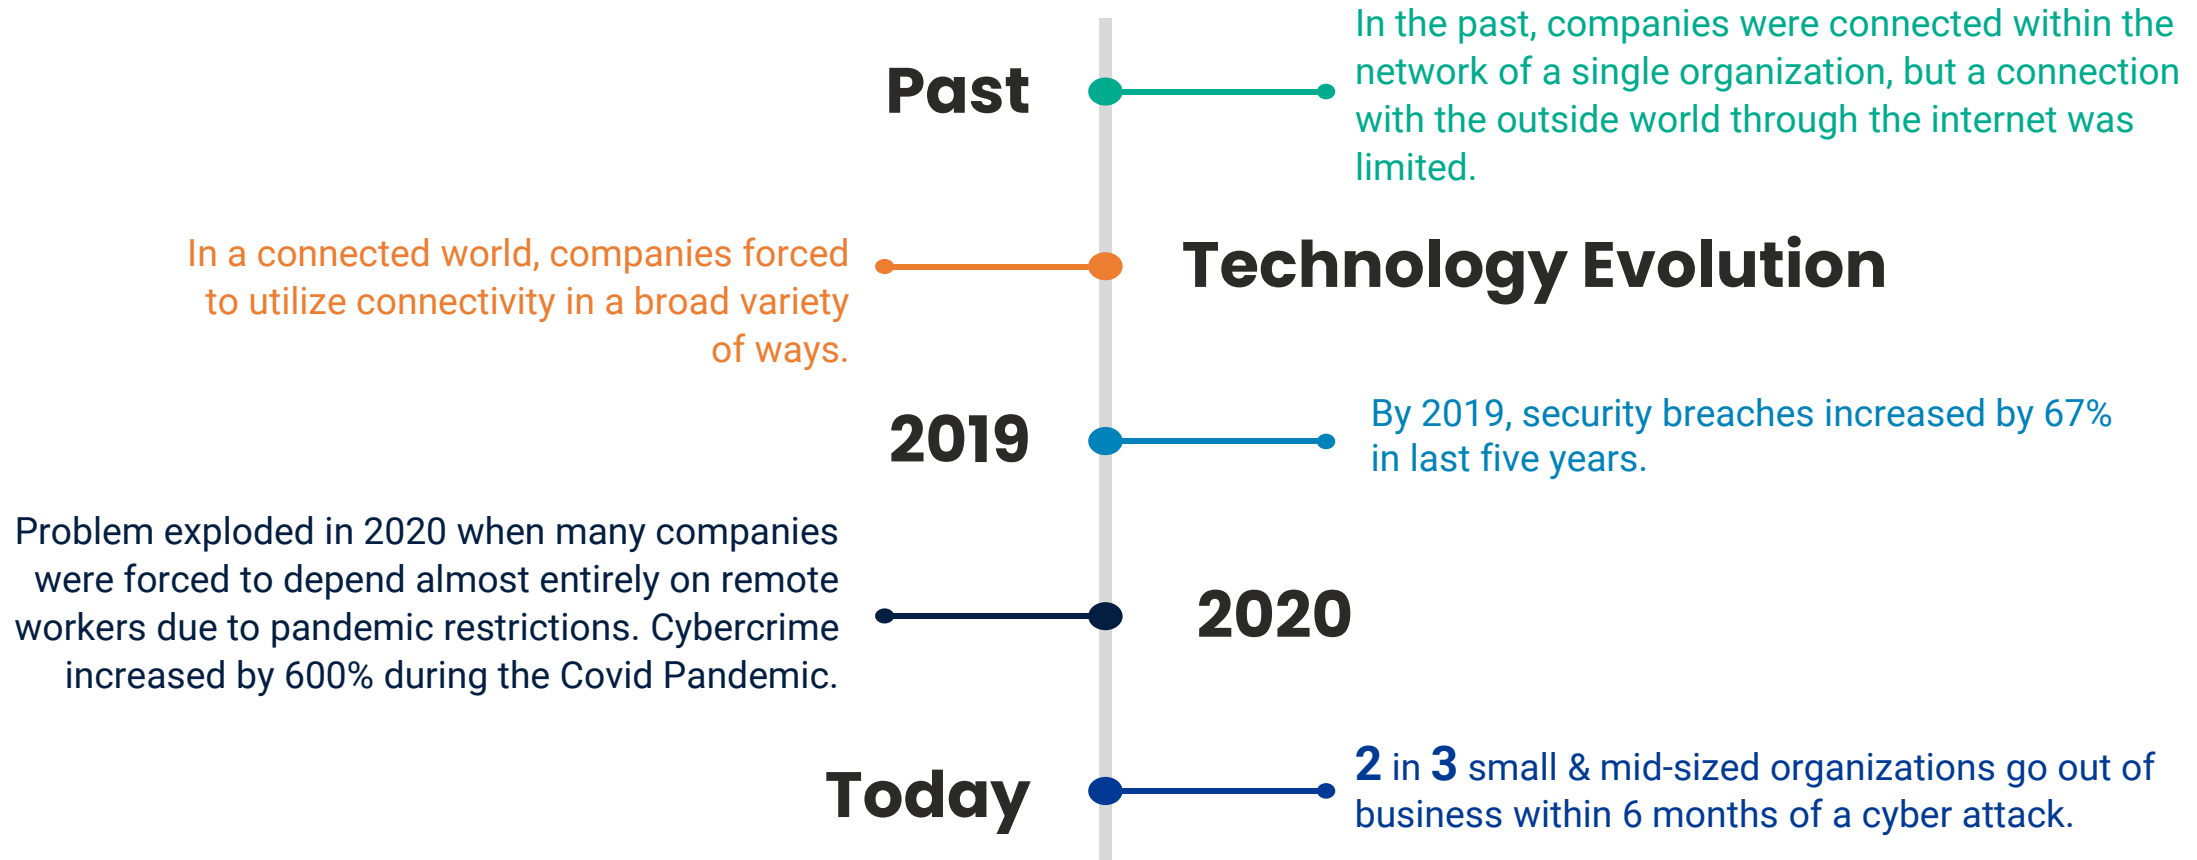 Past
In the past, companies were connected within the
network of a single organization, but a connection
with the outside world through the internet was
limited.
Technology Evolution
In a connected world, companies forced
to utilize connectivity in a broad variety
of ways.
2019
By 2019, security breaches increased by 67%
in last five years.
2020
Problem exploded in 2020 when many companies
were forced to depend almost entirely on remote
workers due to pandemic restrictions. Cybercrime
increased by 600% during the Covid Pandemic.
Today
2 in 3 small & mid-sized organizations go out of
business within 6 months of a cyber attack.